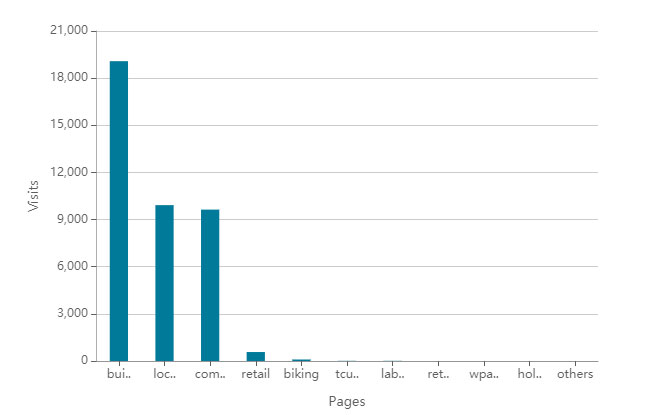 21,000
18,000
15,000
12,000
9,000
6,000
3,000
0
Visits
bui.. loc.. com.. retail biking tcu.. lab.. ret.. wpa.. hol.. others
Pages